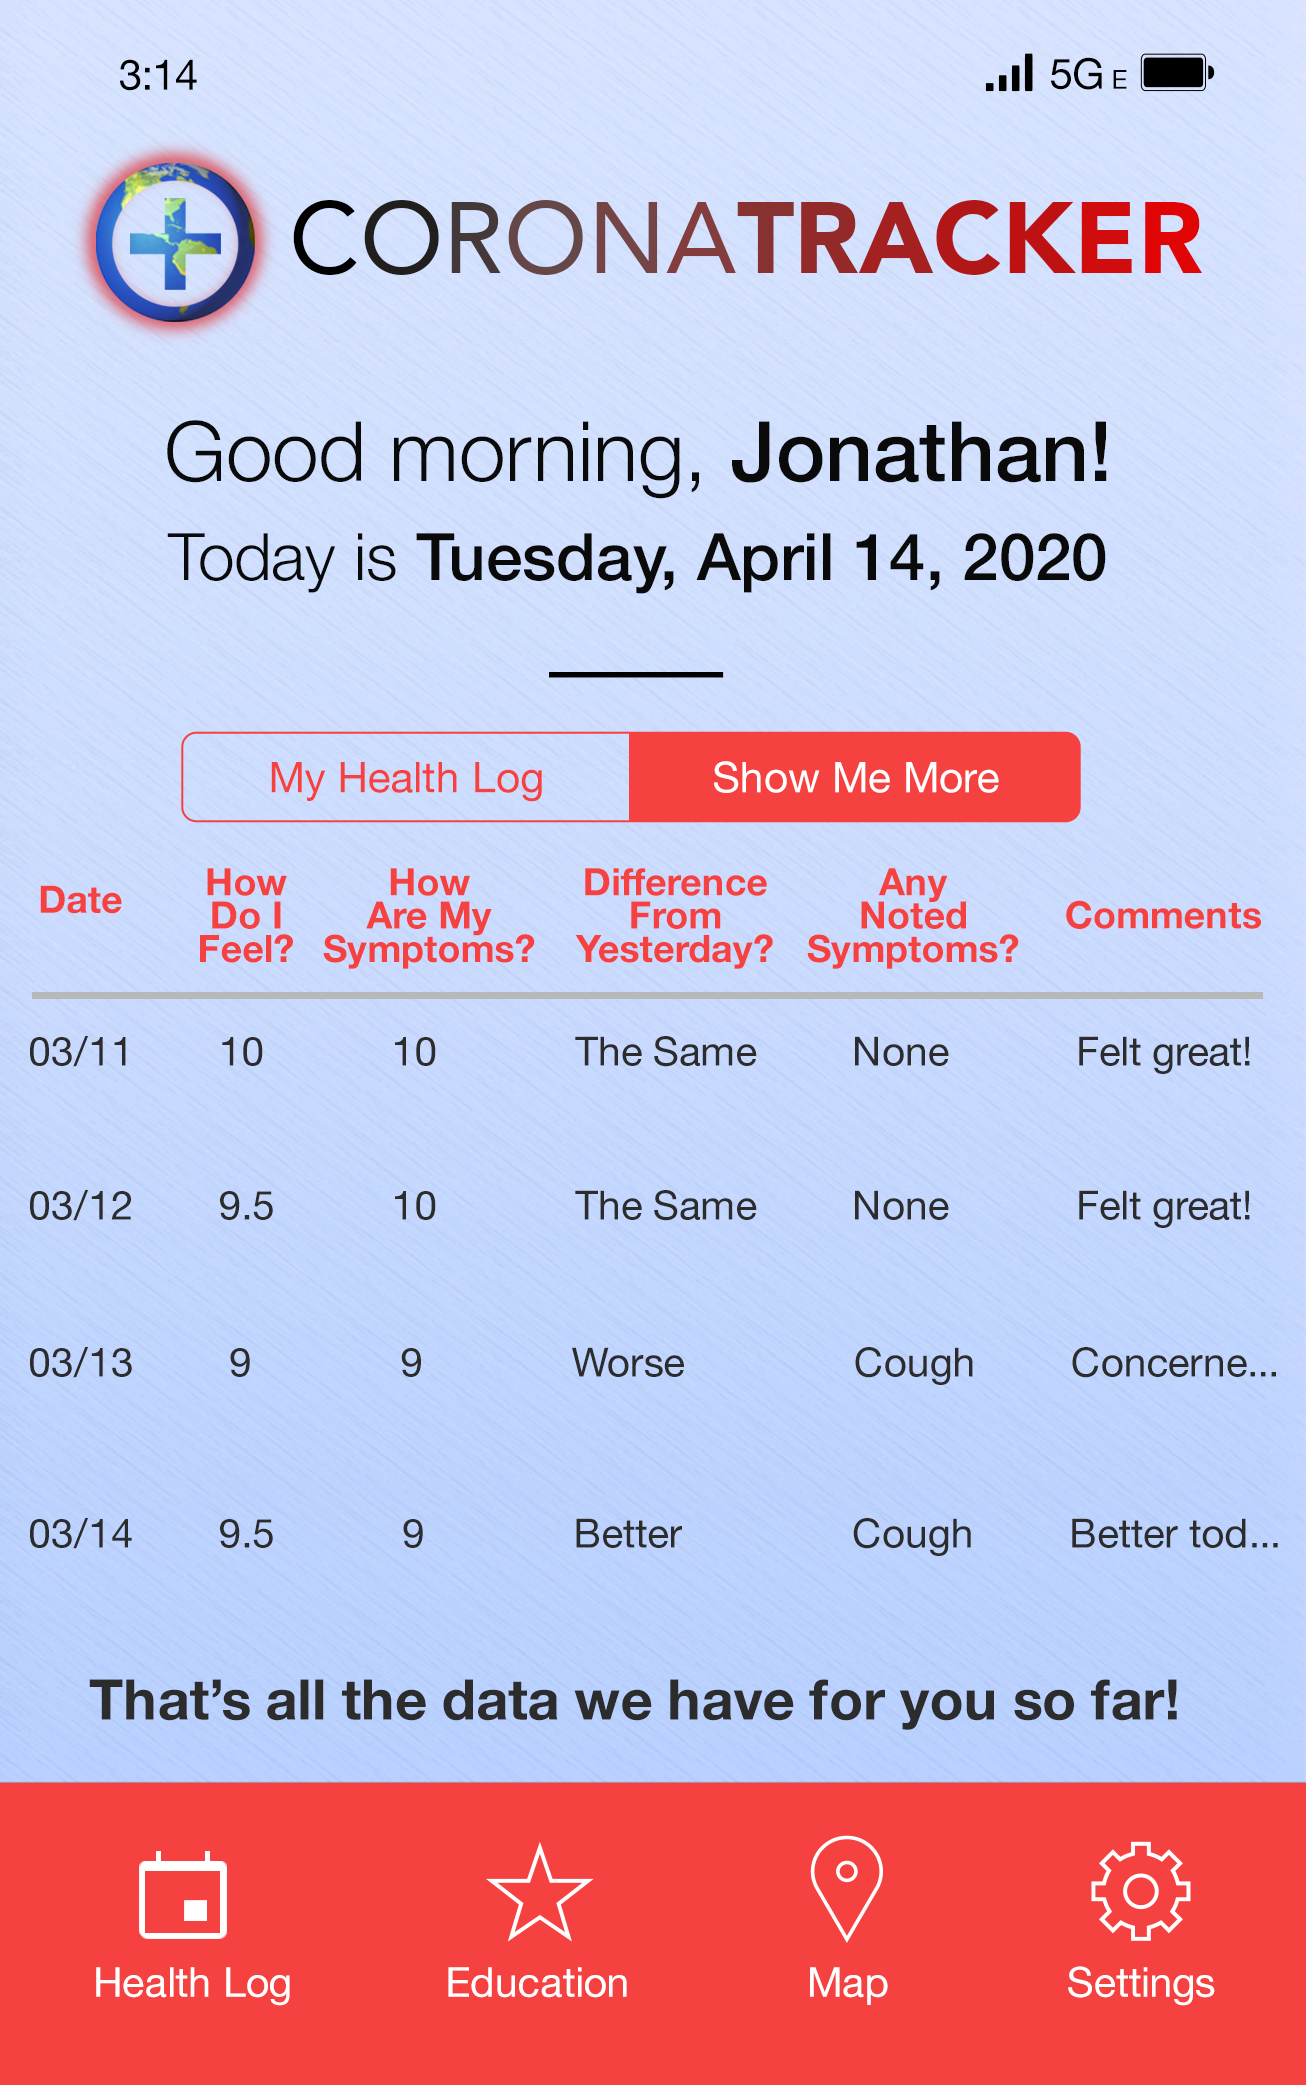 3:14 5G E
CORONATRACKER
Good morning, Jonathan!
Today is Tuesday, April 14, 2020
My Health Log Show Me More
Date
How Do I Feel?
How Are My Symptoms?
Difference From Yesterday?
Any Noted Symptoms?
Comments
03/11 10 10 The Same None Felt great!
03/12 9.5 10 The Same None Felt great!
03/13 9 9 Worse Cough Concerne...
03/14 9.5 9 Better Cough Better tod...
That's all the data we have for you so far!
Health Log Education Map Settings